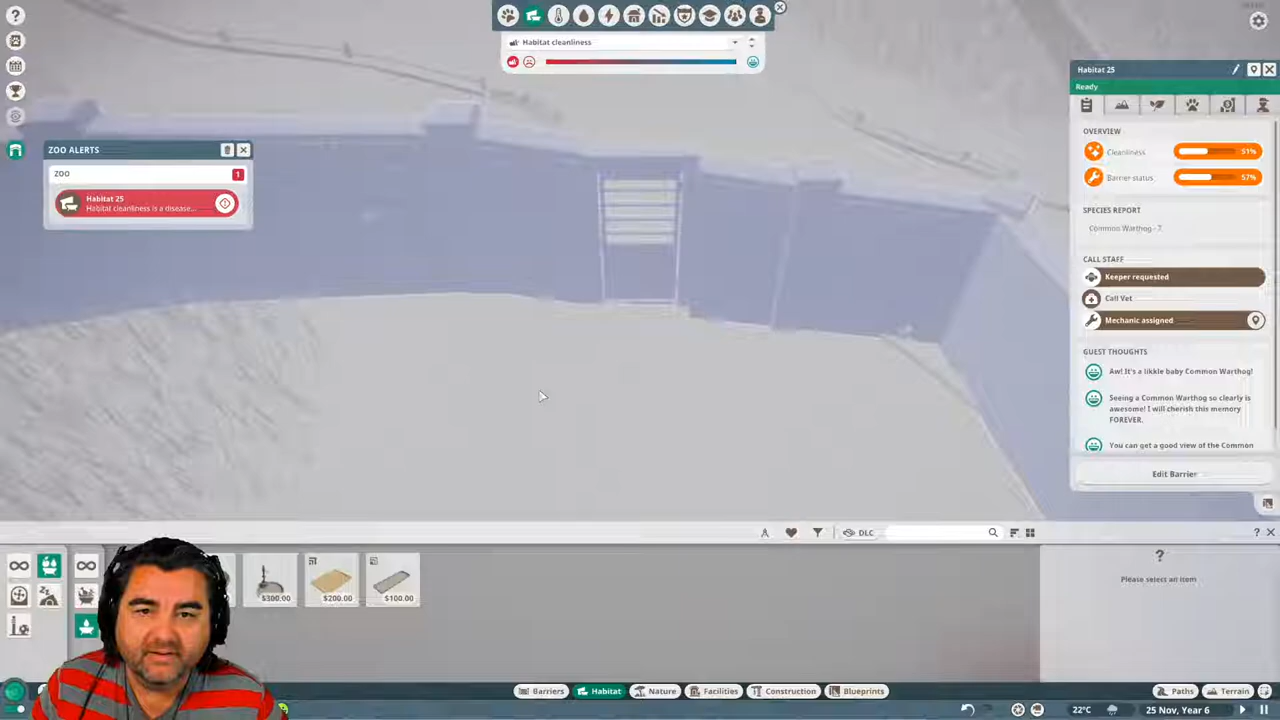 Habitat cleanliness
ZOO ALERTS
ZOO
1
Habitat 25
Habitat cleanliness is a disease...
Habitat 25
Ready
OVERVIEW
Cleanliness
51%
Barrier status
57%
SPECIES REPORT
Common Warthog - 7
CALL STAFF
Keeper requested
Call Vet
Mechanic assigned
GUEST THOUGHTS
Aw! It's a likkle baby Common Warthog!
Seeing a Common Warthog so clearly is
awesome! I will cherish this memory
FOREVER.
You can get a good view of the Common
Edit Barrier
DLC
?
?
Please select an item
$300.00
$200.00
$100.00
Barriers
Habitat
Nature
Facilities
Construction
Blueprints
Paths
Terrain
22°C
25 Nov, Year 6